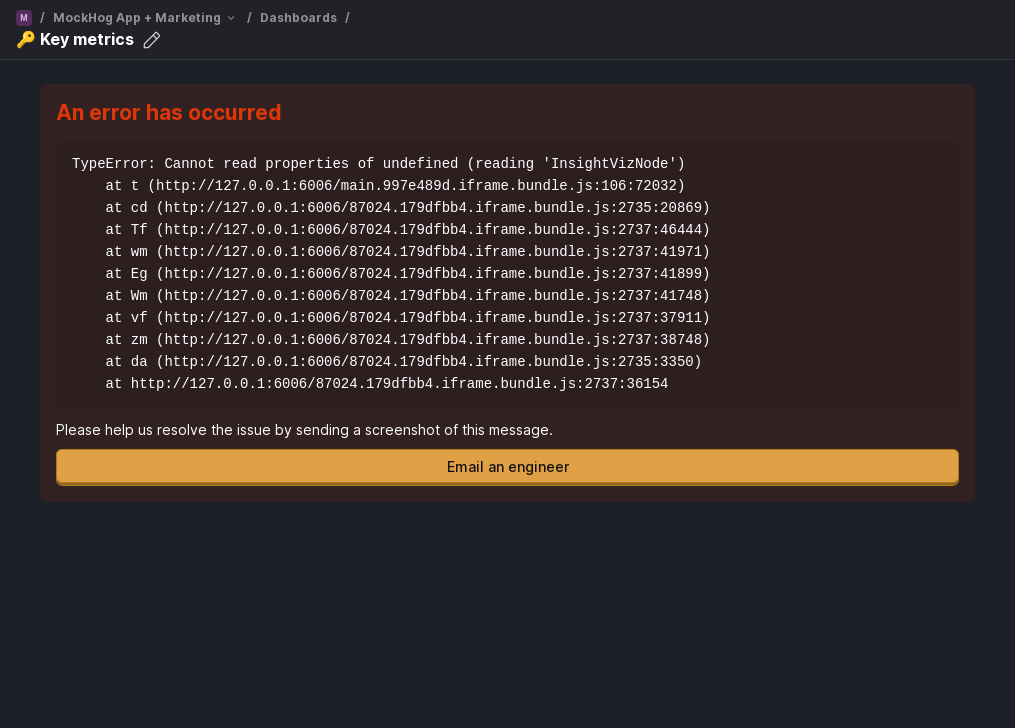 M / MockHog App + Marketing / Dashboards /
🔑 Key metrics
An error has occurred
TypeError: Cannot read properties of undefined (reading 'InsightVizNode')
    at t (http://127.0.0.1:6006/main.997e489d.iframe.bundle.js:106:72032)
    at cd (http://127.0.0.1:6006/87024.179dfbb4.iframe.bundle.js:2735:20869)
    at Tf (http://127.0.0.1:6006/87024.179dfbb4.iframe.bundle.js:2737:46444)
    at wm (http://127.0.0.1:6006/87024.179dfbb4.iframe.bundle.js:2737:41971)
    at Eg (http://127.0.0.1:6006/87024.179dfbb4.iframe.bundle.js:2737:41899)
    at Wm (http://127.0.0.1:6006/87024.179dfbb4.iframe.bundle.js:2737:41748)
    at vf (http://127.0.0.1:6006/87024.179dfbb4.iframe.bundle.js:2737:37911)
    at zm (http://127.0.0.1:6006/87024.179dfbb4.iframe.bundle.js:2737:38748)
    at da (http://127.0.0.1:6006/87024.179dfbb4.iframe.bundle.js:2735:3350)
    at http://127.0.0.1:6006/87024.179dfbb4.iframe.bundle.js:2737:36154
Please help us resolve the issue by sending a screenshot of this message.
Email an engineer